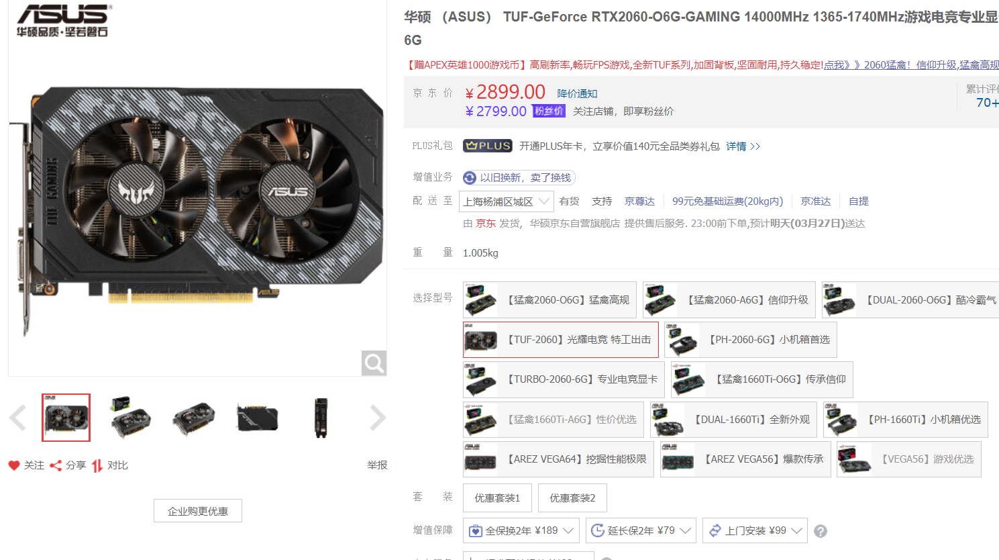 ASUS
华硕品质·坚若磐石
TUF GAMING
ASUS
ASUS
关注 分享 对比 举报
企业购更优惠
华硕 （ASUS） TUF-GeForce RTX2060-O6G-GAMING 14000MHz 1365-1740MHz游戏电竞专业显
6G
【赠APEX英雄1000游戏币】高刷新率,畅玩FPS游戏,全新TUF系列,加固背板,坚固耐用,持久稳定!点我》》2060猛禽！信仰升级,猛禽高规
京东价 ¥2899.00 降价通知 累计评价
70+
¥2799.00 粉丝价 关注店铺，即享粉丝价
PLUS礼包 PLUS 开通PLUS年卡，立享价值140元全品类券礼包 详情 >>
增值业务 以旧换新，卖了换钱
配送至 上海杨浦区城区 有货 支持 京尊达 99元免基础运费(20kg内) 京准达 自提
由 京东 发货，华硕京东自营旗舰店 提供售后服务. 23:00前下单,预计明天(03月27日)送达
重量 1.005kg
选择型号 【猛禽2060-O6G】猛禽高规 【猛禽2060-A6G】信仰升级 【DUAL-2060-O6G】酷冷霸气
【TUF-2060】光耀电竞 特工出击 【PH-2060-6G】小机箱首选
【TURBO-2060-6G】专业电竞显卡 【猛禽1660Ti-O6G】传承信仰
【猛禽1660Ti-A6G】性价优选 【DUAL-1660Ti】全新外观 【PH-1660Ti】小机箱优选
【AREZ VEGA64】挖掘性能极限 【AREZ VEGA56】爆款传承 【VEGA56】游戏优选
套装 优惠套装1 优惠套装2
增值保障 全保换2年 ¥189 延长保2年 ¥79 上门安装 ¥99 ?